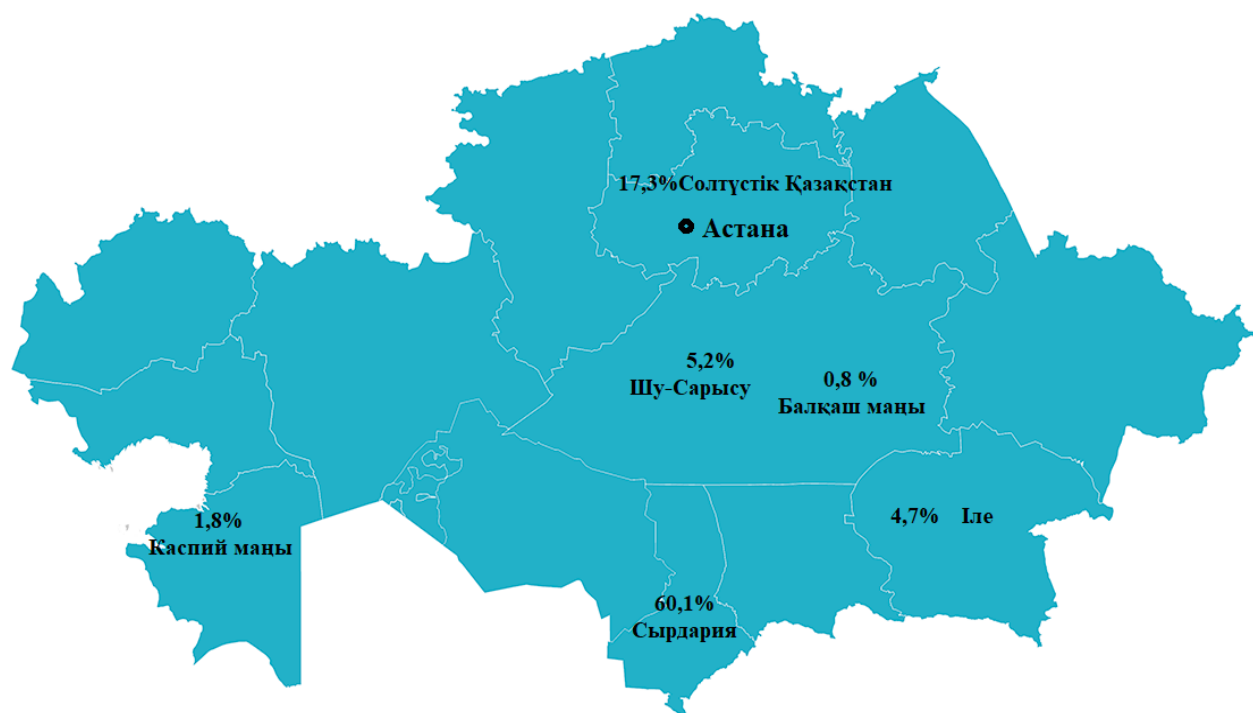 17,3%Солтүстік Қазақстан
Астана
5,2%
Шу-Сарысу
0,8 %
Балқаш маңы
1,8%
Каспий маңы
4,7% Іле
60,1%
Сырдария